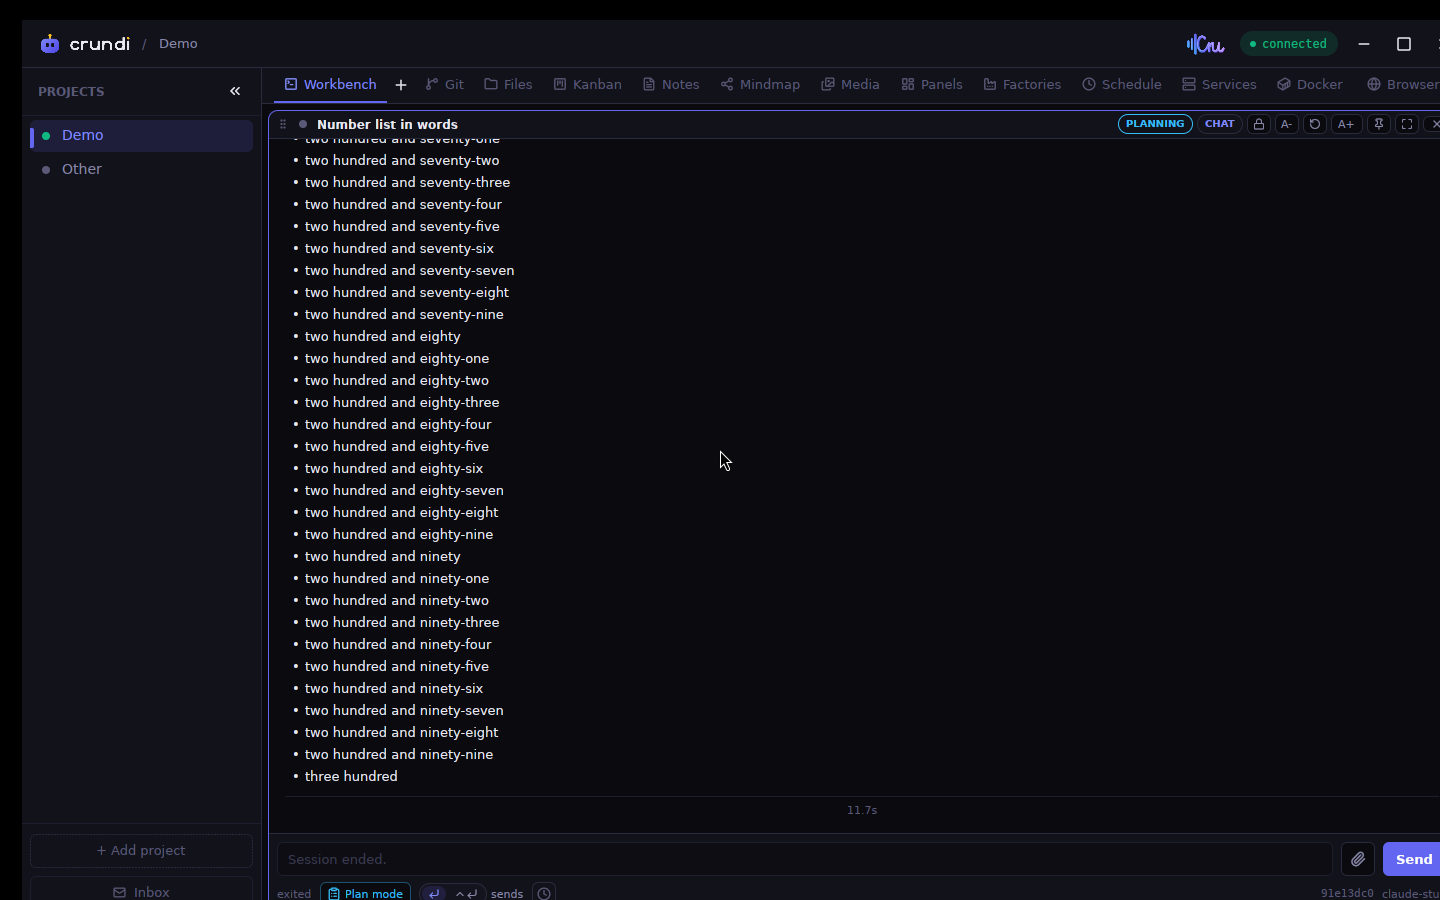 crundi / Demo
Cru
connected
PROJECTS
Demo
Other
Workbench
Git
Files
Kanban
Notes
Mindmap
Media
Panels
Factories
Schedule
Services
Docker
Browser
Number list in words
PLANNING
CHAT
A-
A+
two hundred and seventy-one
• two hundred and seventy-two
• two hundred and seventy-three
• two hundred and seventy-four
• two hundred and seventy-five
• two hundred and seventy-six
• two hundred and seventy-seven
• two hundred and seventy-eight
• two hundred and seventy-nine
• two hundred and eighty
• two hundred and eighty-one
• two hundred and eighty-two
• two hundred and eighty-three
• two hundred and eighty-four
• two hundred and eighty-five
• two hundred and eighty-six
• two hundred and eighty-seven
• two hundred and eighty-eight
• two hundred and eighty-nine
• two hundred and ninety
• two hundred and ninety-one
• two hundred and ninety-two
• two hundred and ninety-three
• two hundred and ninety-four
• two hundred and ninety-five
• two hundred and ninety-six
• two hundred and ninety-seven
• two hundred and ninety-eight
• two hundred and ninety-nine
• three hundred
11.7s
+ Add project
Inbox
Session ended.
Send
exited
Plan mode
sends
91e13dc0
claude-stu